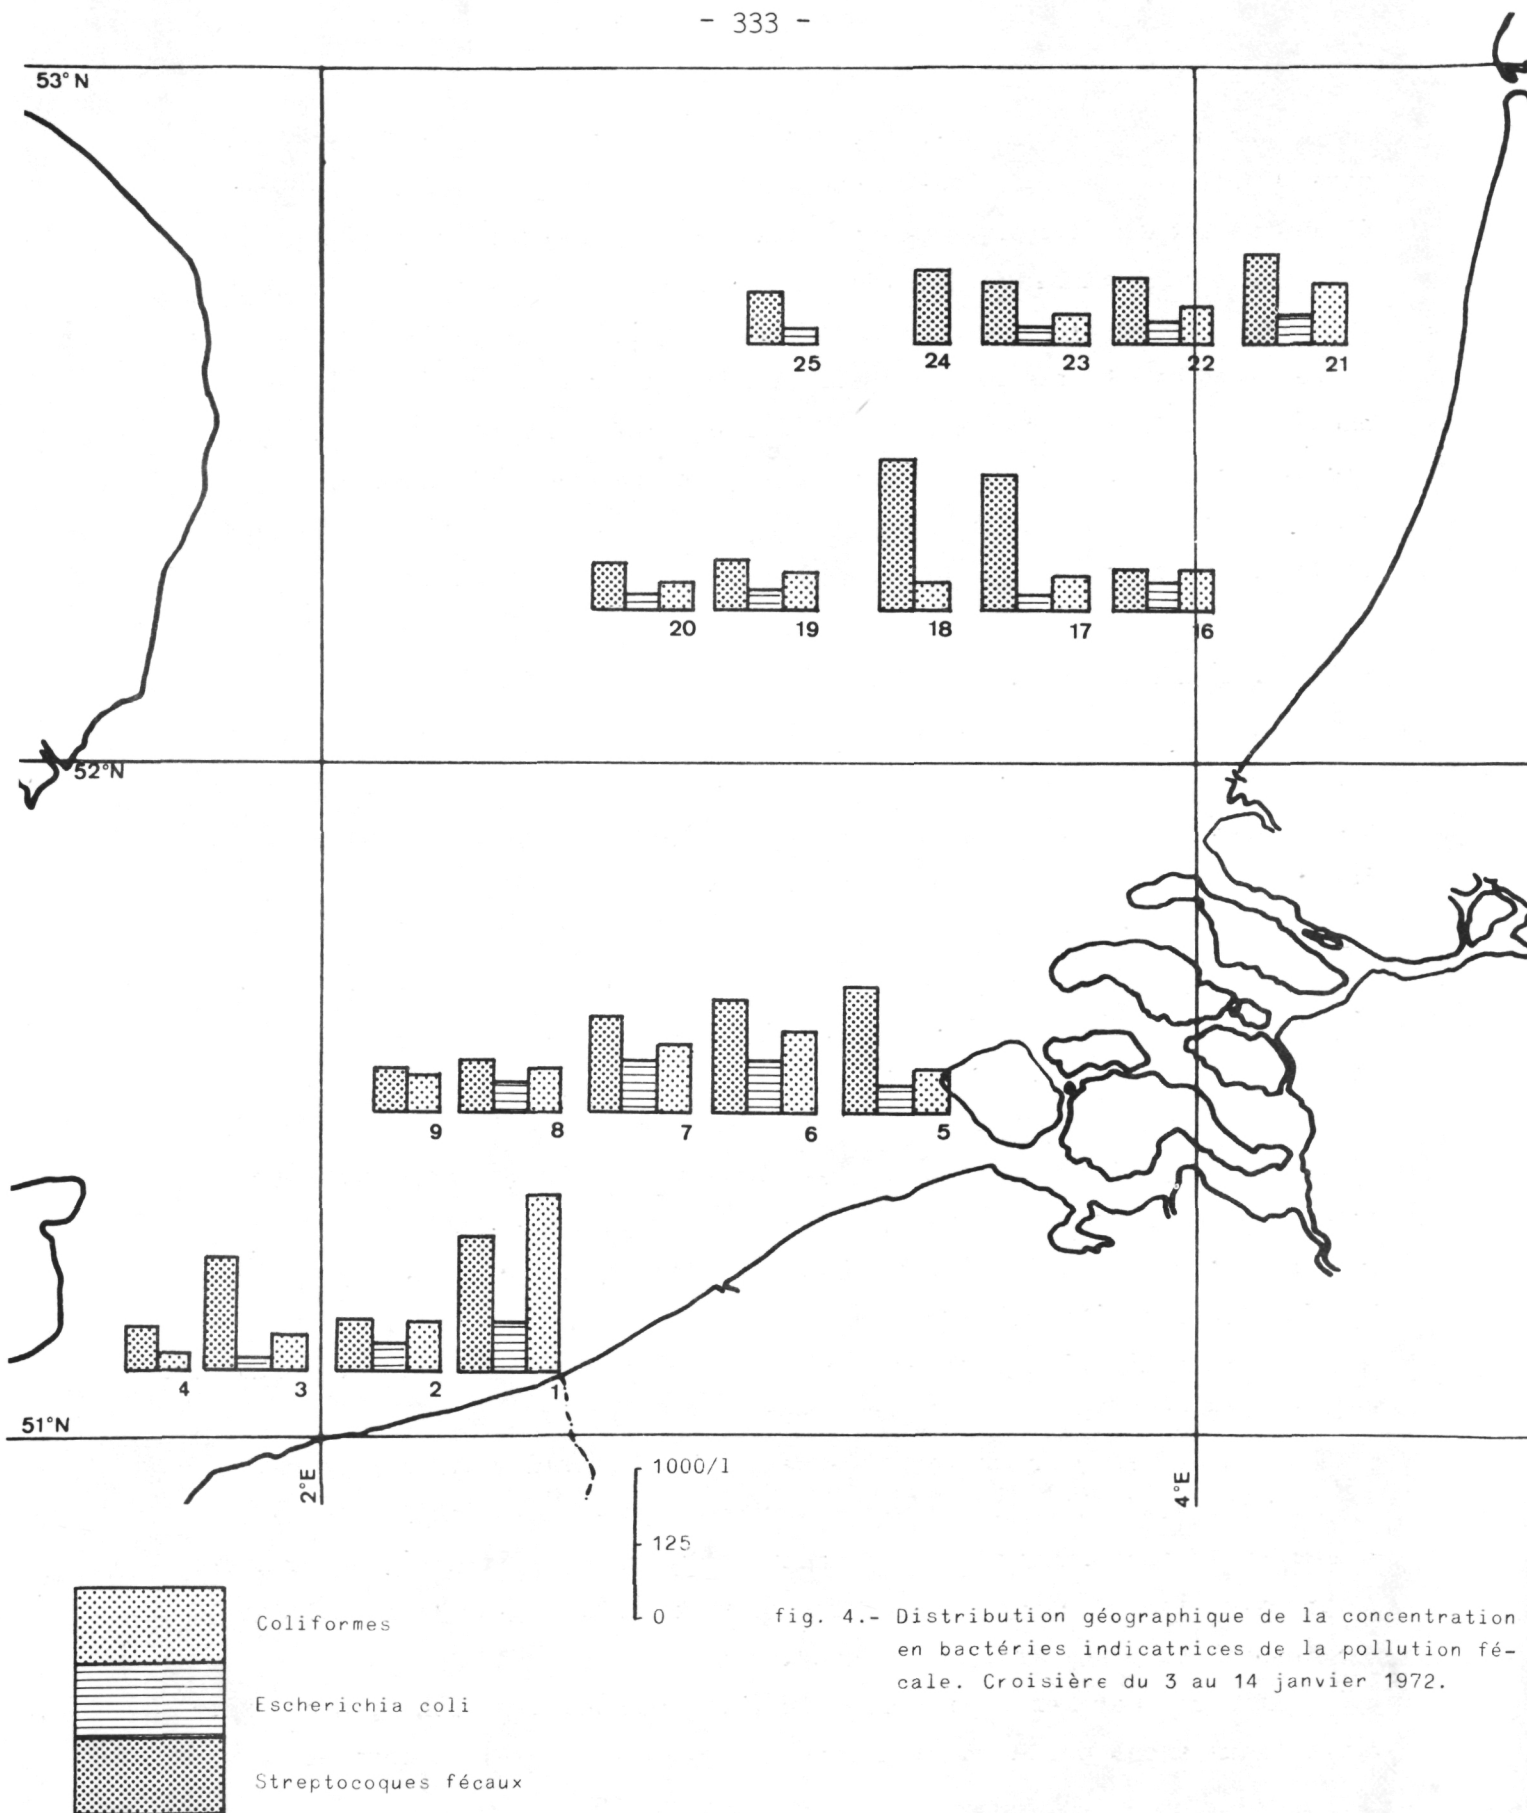 - 333 -
53°N
25
24
23
22
21
20
19
18
17
16
52°N
9
8
7
6
5
4
3
2
1
51°N
2°E
4°E
1000/l
125
0
Coliformes
Escherichia coli
Streptocoques fécaux
fig. 4.- Distribution géographique de la concentration
en bactéries indicatrices de la pollution fé-
cale. Croisière du 3 au 14 janvier 1972.